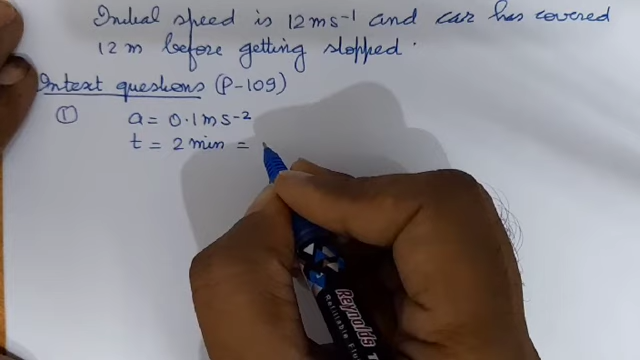 Initial speed is 12 ms⁻¹ and car has covered
12 m before getting stopped.
Intext questions (P-109)
① a = 0.1 ms⁻²
t = 2 min =
Reynolds